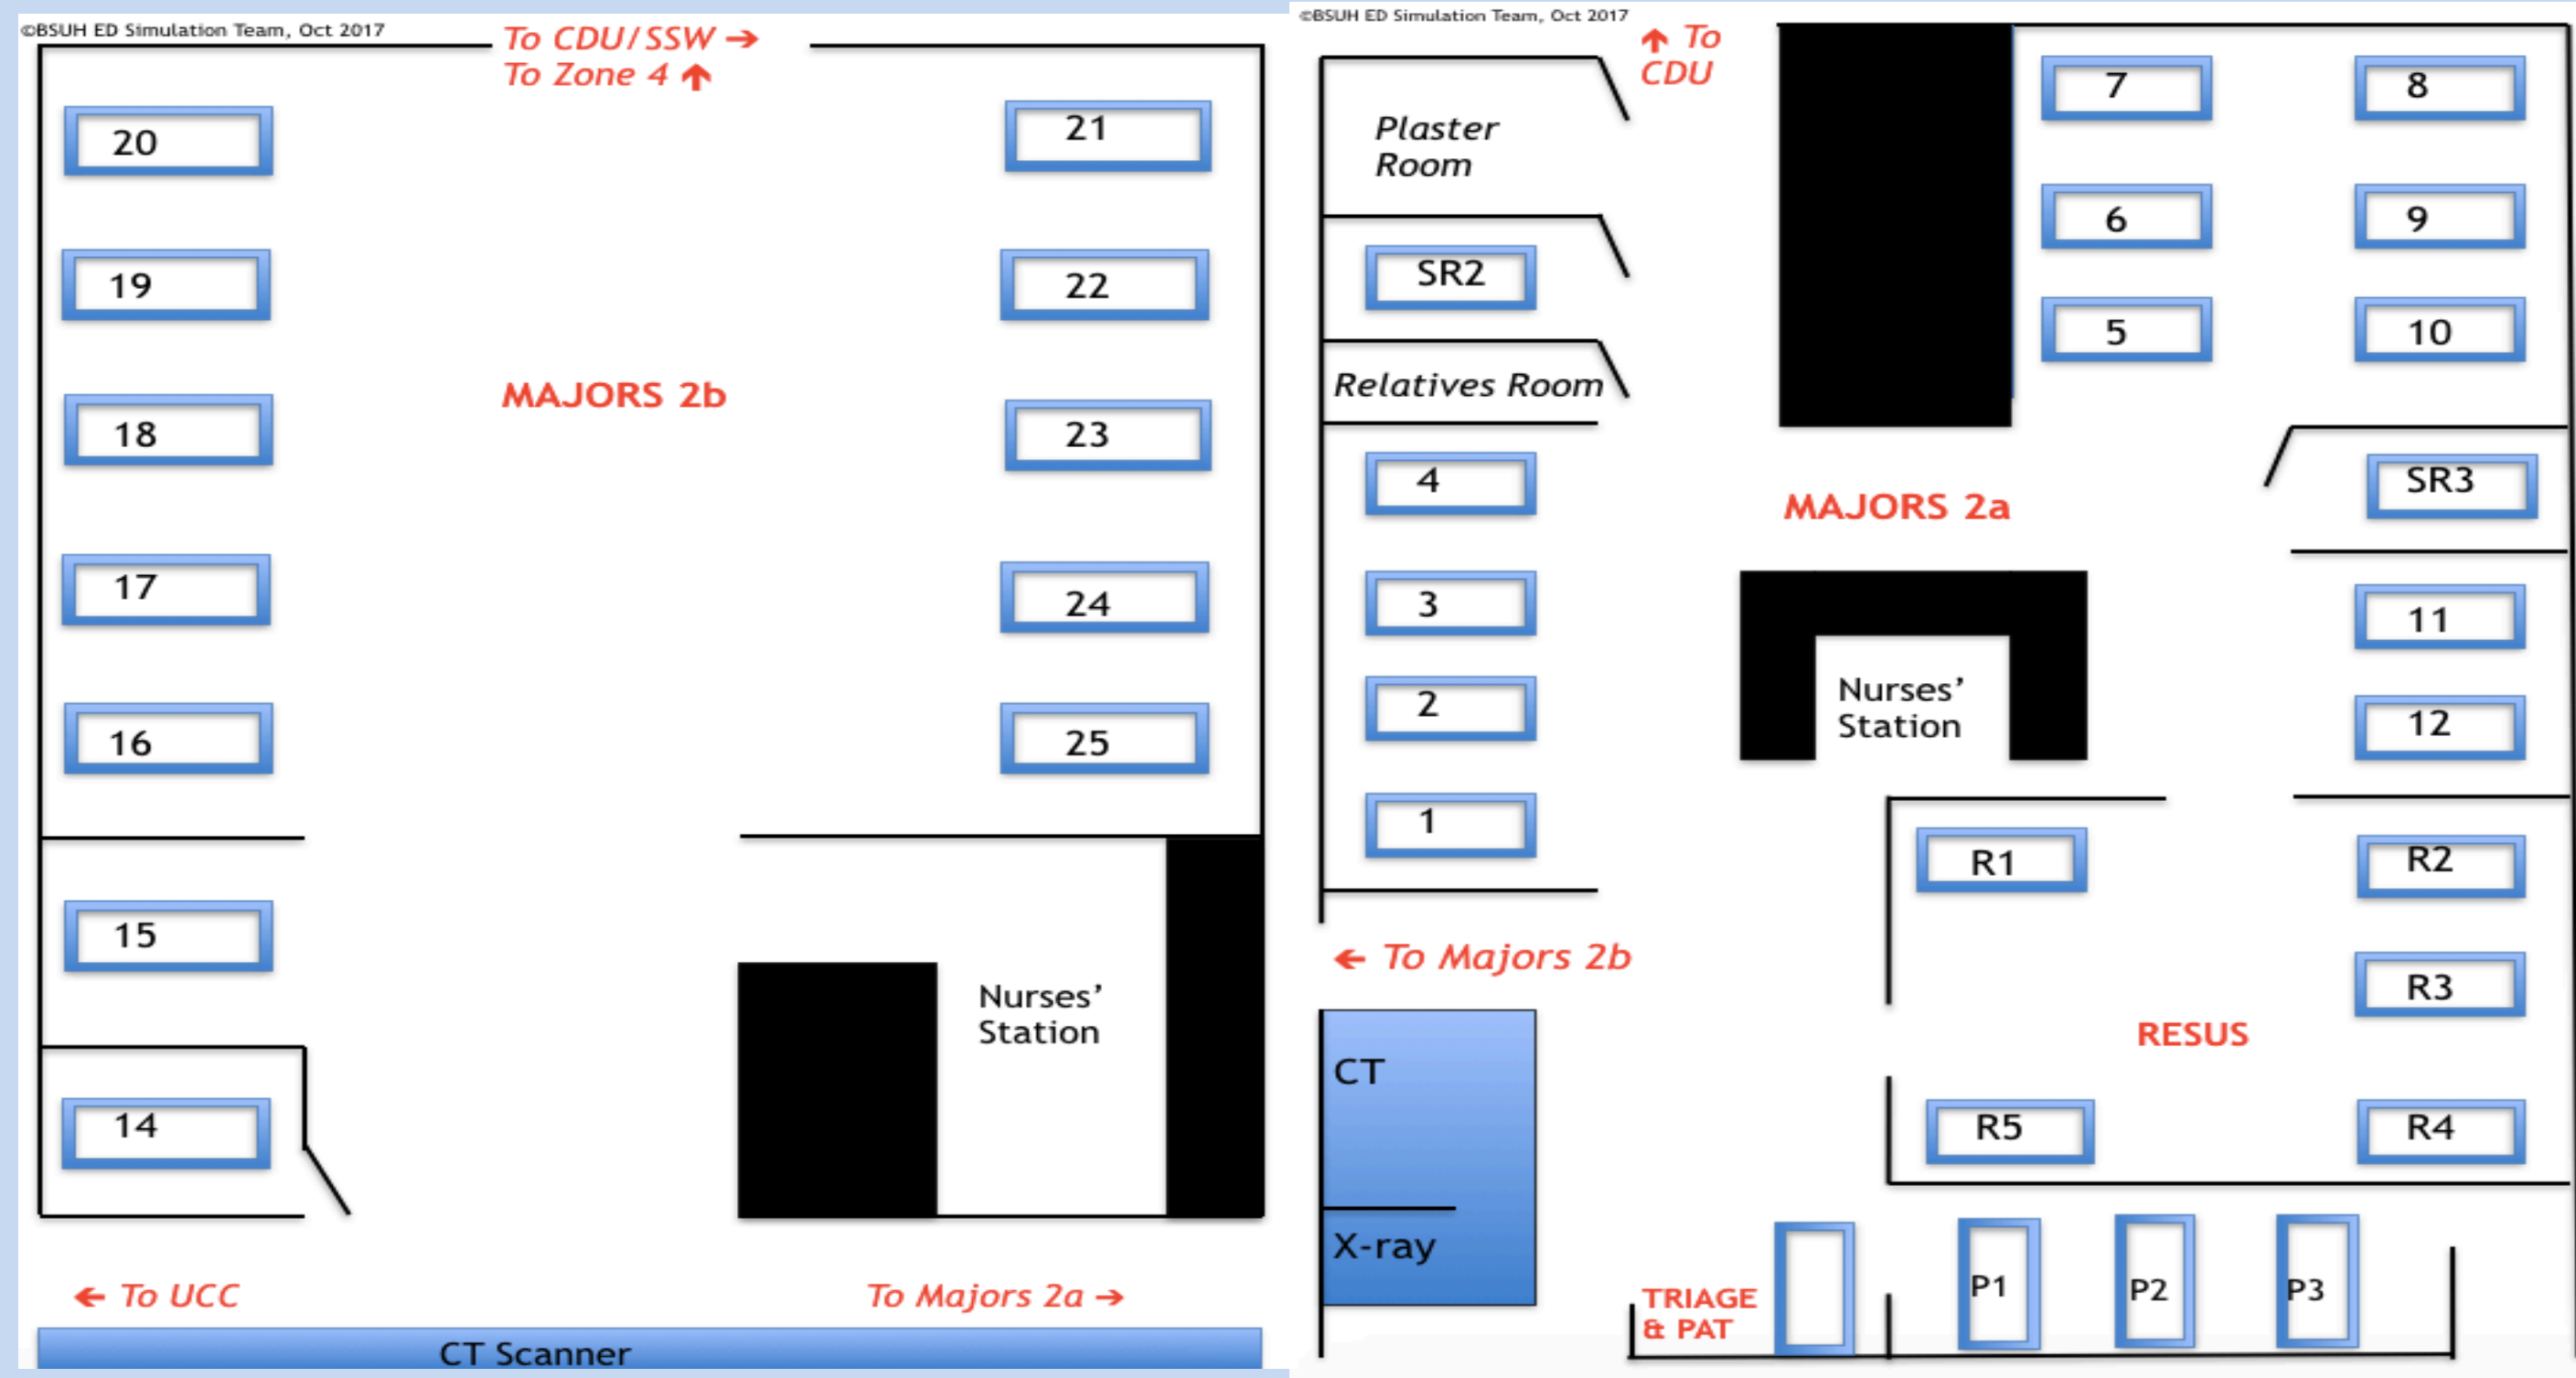 ©BSUH ED Simulation Team, Oct 2017
To CDU/SSW →
To Zone 4 ↑
20
21
19
22
MAJORS 2b
18
23
17
24
16
25
15
Nurses’
Station
14
← To UCC
To Majors 2a →
CT Scanner
©BSUH ED Simulation Team, Oct 2017
↑ To
CDU
7
8
Plaster
Room
6
9
SR2
5
10
Relatives Room
4
SR3
MAJORS 2a
3
11
Nurses’
Station
2
12
1
R1
R2
← To Majors 2b
R3
RESUS
CT
R5
R4
X-ray
TRIAGE
& PAT
P1
P2
P3